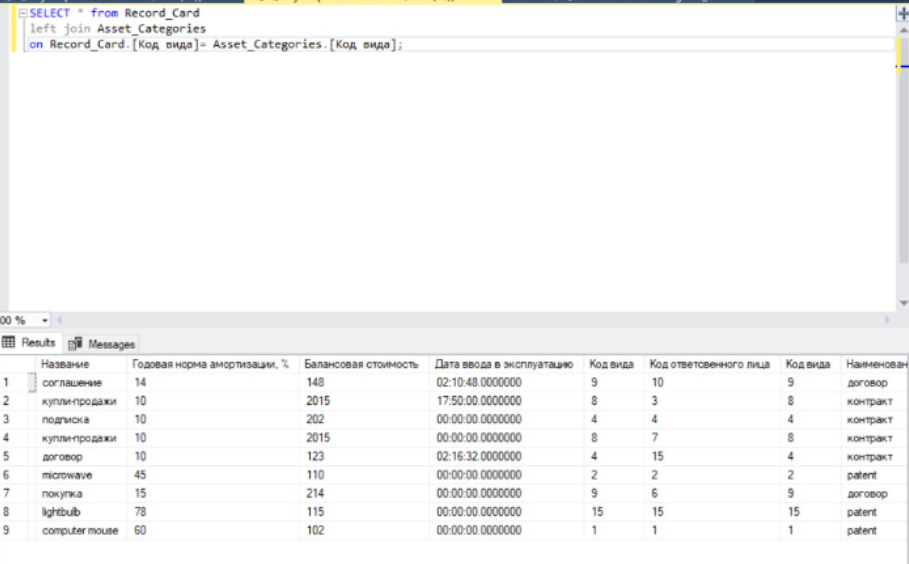 SELECT * from Record_Card
left join Asset_Categories
on Record_Card.[Код вида]= Asset_Categories.[Код вида];
00 %
Results Messages
Название Годовая норма амортизации, % Балансовая стоимость Дата ввода в эксплуатацию Код вида Код ответсвенного лица Код вида Наименован
1 соглашение 14 148 02:10:48.0000000 9 10 9 договор
2 купли-продажи 10 2015 17:50:00.0000000 8 3 8 контракт
3 подписка 10 202 00:00:00.0000000 4 4 4 контракт
4 купли-продажи 10 2015 00:00:00.0000000 8 7 8 контракт
5 договор 10 123 02:16:32.0000000 4 15 4 контракт
6 microwave 45 110 00:00:00.0000000 2 2 2 patent
7 покупка 15 214 00:00:00.0000000 9 6 9 договор
8 lightbulb 78 115 00:00:00.0000000 15 15 15 patent
9 computer mouse 60 102 00:00:00.0000000 1 1 1 patent